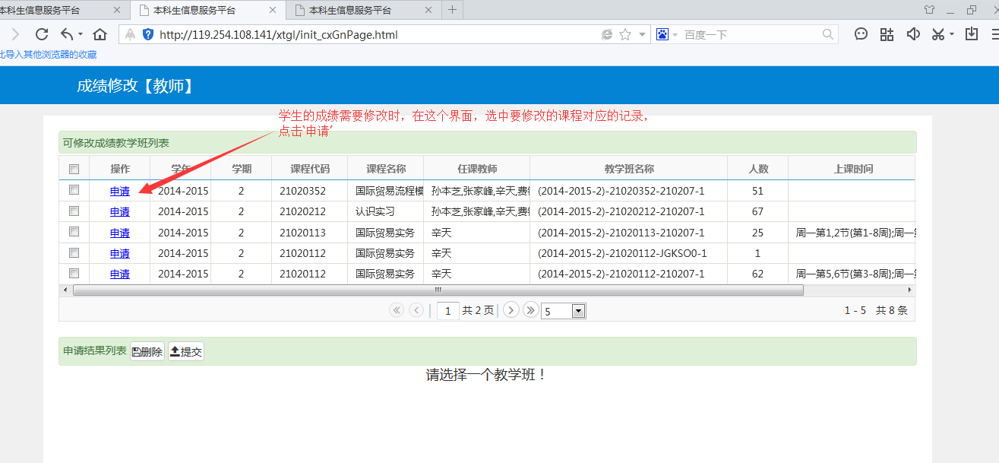 本科生信息服务平台 本科生信息服务平台 本科生信息服务平台
http://119.254.108.141/xtgl/init_cxGnPage.html 百度一下
此导入其他浏览器的收藏
成绩修改【教师】
学生的成绩需要修改时，在这个界面，选中要修改的课程对应的记录，
点击‘申请’
可修改成绩教学班列表
操作 学年 学期 课程代码 课程名称 任课教师 教学班名称 人数 上课时间
申请 2014-2015 2 21020352 国际贸易流程模 孙本芝,张家峰,辛天,费 (2014-2015-2)-21020352-210207-1 51
申请 2014-2015 2 21020212 认识实习 孙本芝,张家峰,辛天,费 (2014-2015-2)-21020212-210207-1 67
申请 2014-2015 2 21020113 国际贸易实务 辛天 (2014-2015-2)-21020113-210207-1 25 周一第1,2节{第1-8周};周一
申请 2014-2015 2 21020112 国际贸易实务 辛天 (2014-2015-2)-21020112-JGKSO0-1 1
申请 2014-2015 2 21020112 国际贸易实务 辛天 (2014-2015-2)-21020112-210207-1 62 周一第5,6节{第3-8周};周一
1 共 2 页 5 1 - 5 共 8 条
申请结果列表 删除 提交
请选择一个教学班！